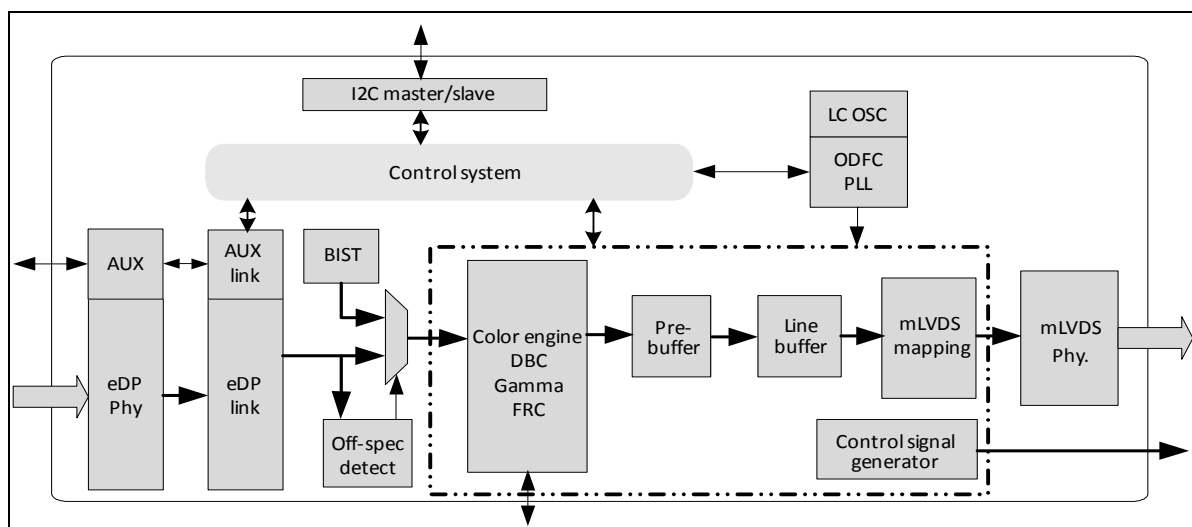 I2C master/slave
LC OSC
ODFC
PLL
Control system
AUX
AUX
link
BIST
eDP
Phy
eDP
link
Off-spec
detect
Color engine
DBC
Gamma
FRC
Pre-
buffer
Line
buffer
mLVDS
mapping
mLVDS
Phy.
Control signal
generator